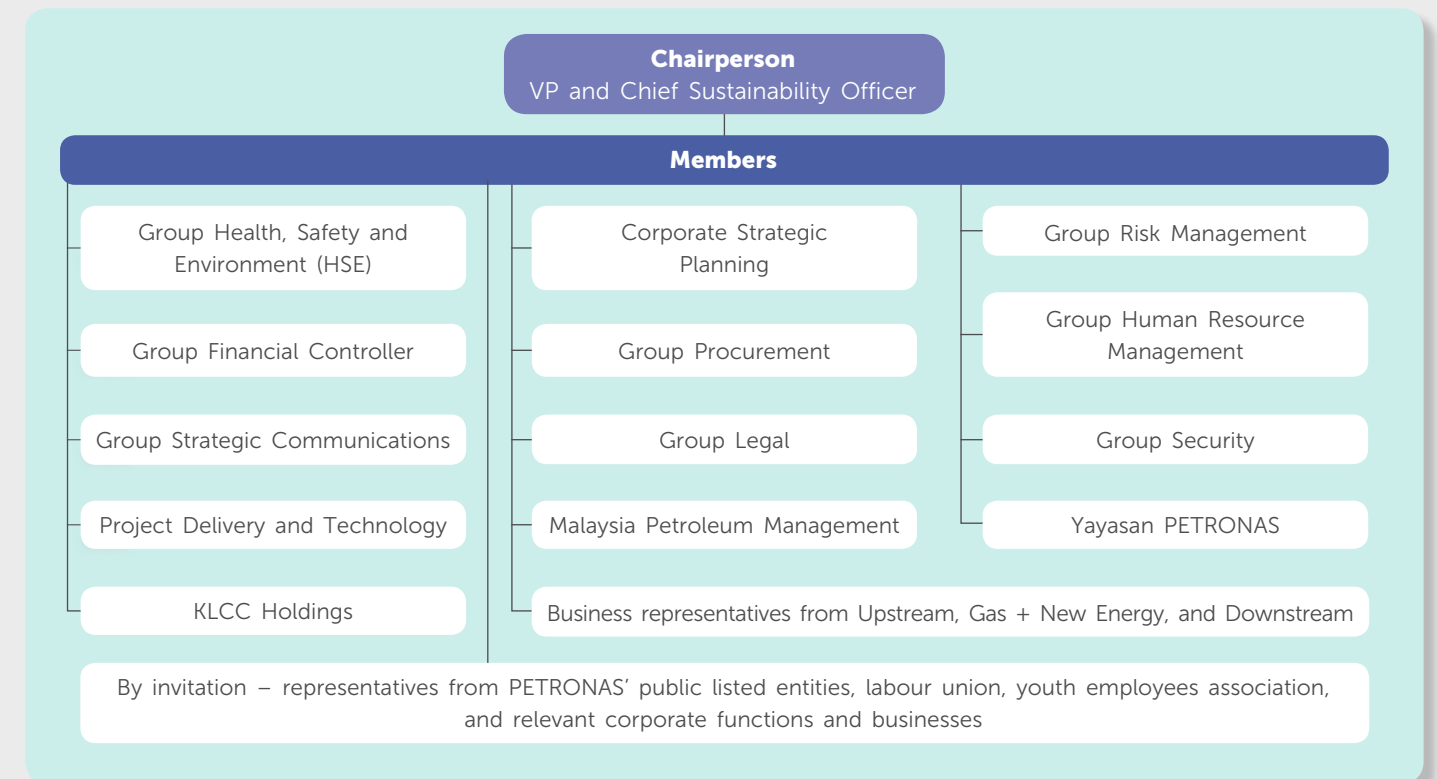 Chairperson
VP and Chief Sustainability Officer
Members
Group Health, Safety and
Environment (HSE)
Group Financial Controller
Group Strategic Communications
Project Delivery and Technology
KLCC Holdings
Corporate Strategic
Planning
Group Procurement
Group Legal
Malaysia Petroleum Management
Business representatives from Upstream, Gas + New Energy, and Downstream
Group Risk Management
Group Human Resource
Management
Group Security
Yayasan PETRONAS
By invitation – representatives from PETRONAS’ public listed entities, labour union, youth employees association,
and relevant corporate functions and businesses